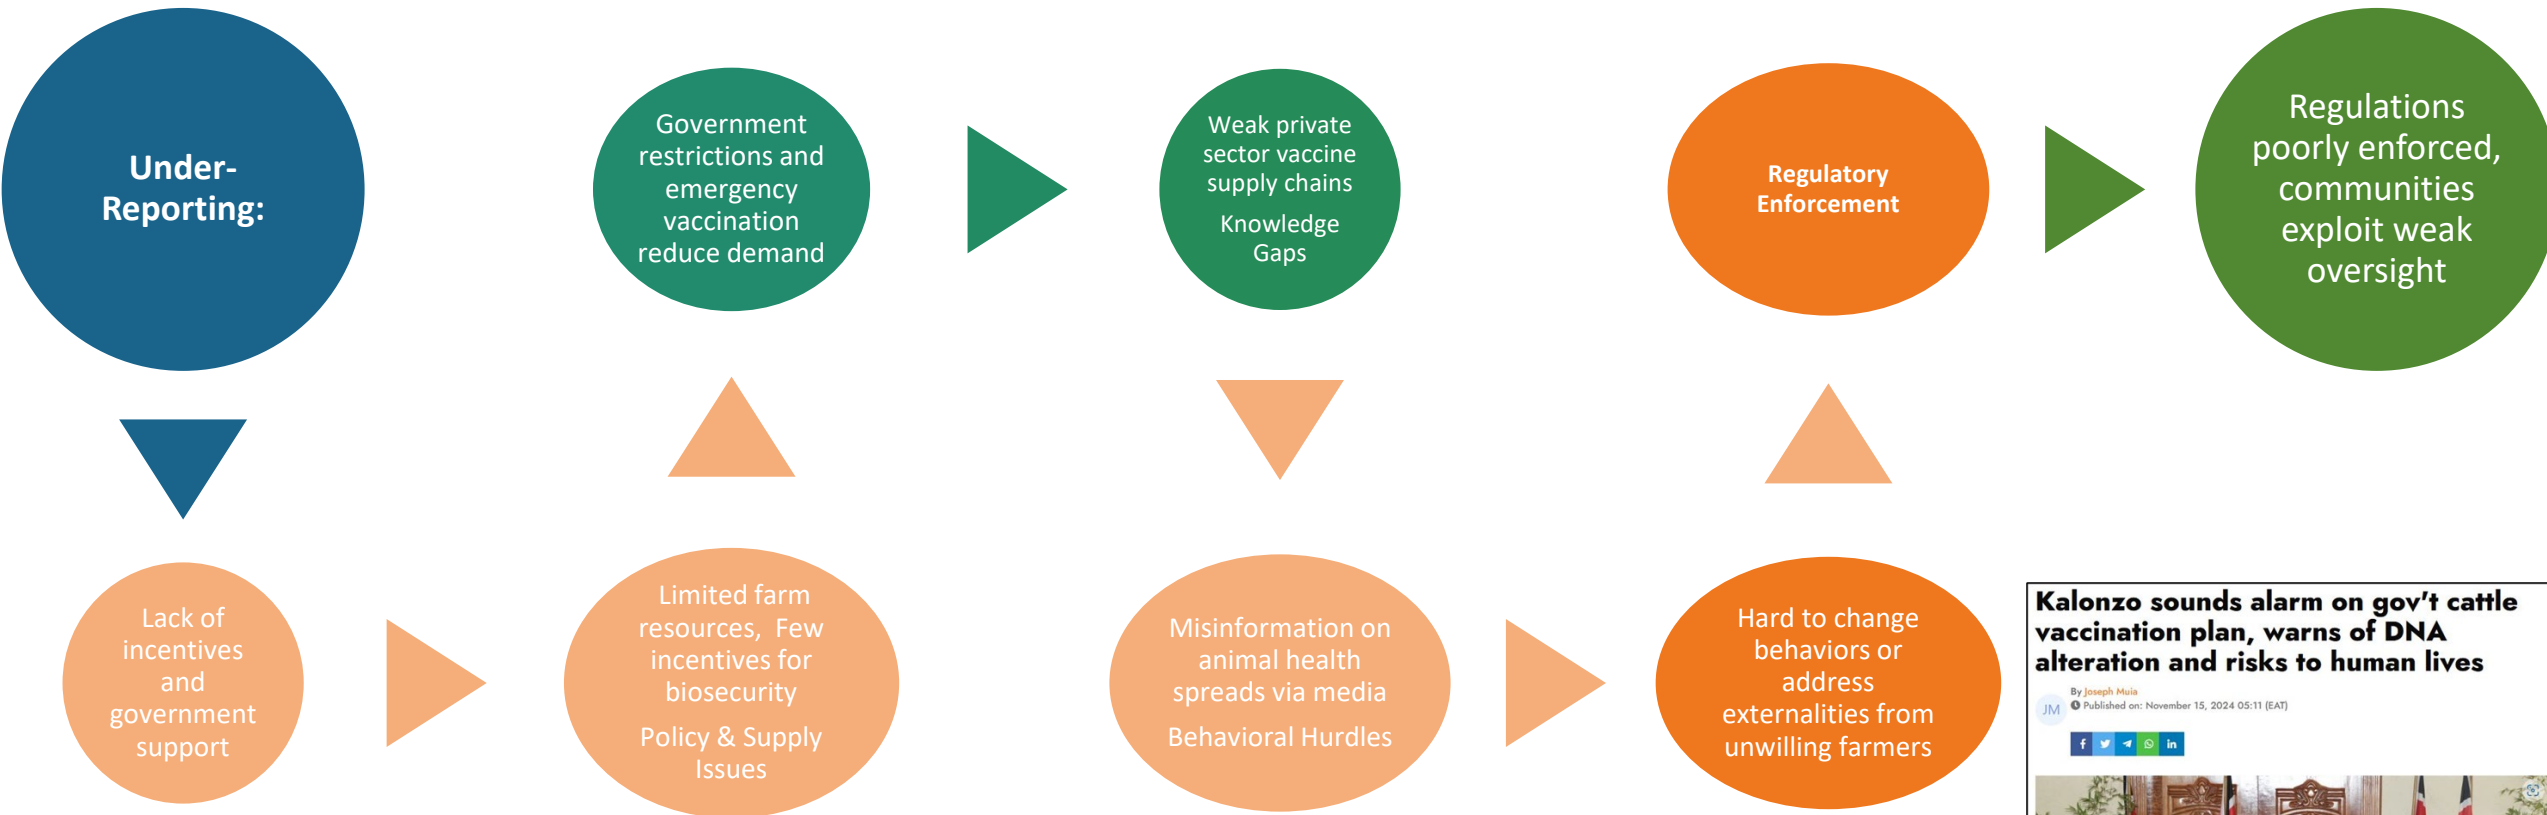 Under-
Reporting:
Lack of
incentives
and
government
support
Limited farm
resources,  Few
incentives for
biosecurity
Policy & Supply
Issues
Government
restrictions and
emergency
vaccination
reduce demand
Weak private
sector vaccine
supply chains
Knowledge
Gaps
Misinformation on
animal health
spreads via media
Behavioral Hurdles
Hard to change
behaviors or
address
externalities from
unwilling farmers
Regulatory
Enforcement
Regulations
poorly enforced,
communities
exploit weak
oversight
Kalonzo sounds alarm on gov't cattle
vaccination plan, warns of DNA
alteration and risks to human lives
JM
By Joseph Muia
Published on: November 15, 2024 05:11 (EAT)